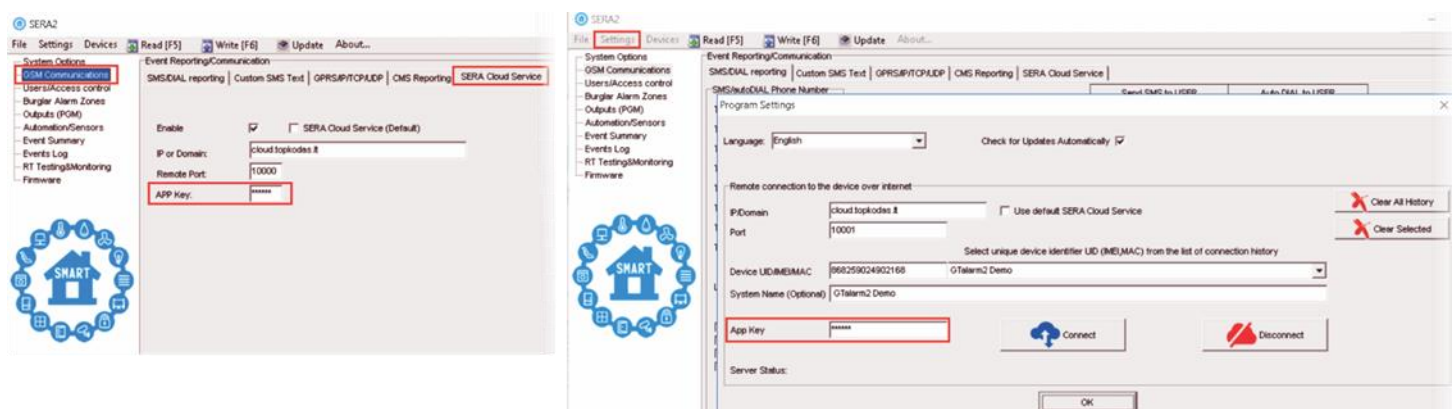 SERA2
File Settings Devices Read [F5] Write [F6] Update About...
System Options
GSM Communications
Users/Access control
Burglar Alarm Zones
Outputs (PGM)
Automation/Sensors
Event Summary
Events Log
RT Testing&Monitoring
Firmware
Event Reporting/Communication
SMS/DIAL reporting Custom SMS Text GPRS/IP/TCP/UDP CMS Reporting SERA Cloud Service
Enable SERA Cloud Service (Default)
IP or Domain: cloud.topkodas.lt
Remote Port: 10000
APP Key: ******
SMART
SERA2
File Settings Devices Read [F5] Write [F6] Update About...
System Options
GSM Communications
Users/Access control
Burglar Alarm Zones
Outputs (PGM)
Automation/Sensors
Event Summary
Events Log
RT Testing&Monitoring
Firmware
Event Reporting/Communication
SMS/DIAL reporting Custom SMS Text GPRS/IP/TCP/UDP CMS Reporting SERA Cloud Service
SMS/autoDIAL Phone Number Send SMS to USER Auto DIAL to USER
Program Settings
Language: English Check for Updates Automatically
Remote connection to the device over internet
IP/Domain cloud.topkodas.lt Use default SERA Cloud Service Clear All History
Port 10001 Clear Selected
Select unique device identifier UID (IMEI,MAC) from the list of connection history
Device UID/IMEI/MAC 868259024902168 GTalarm2 Demo
System Name (Optional) GTalarm2 Demo
App Key ****** Connect Disconnect
Server Status:
OK
SMART